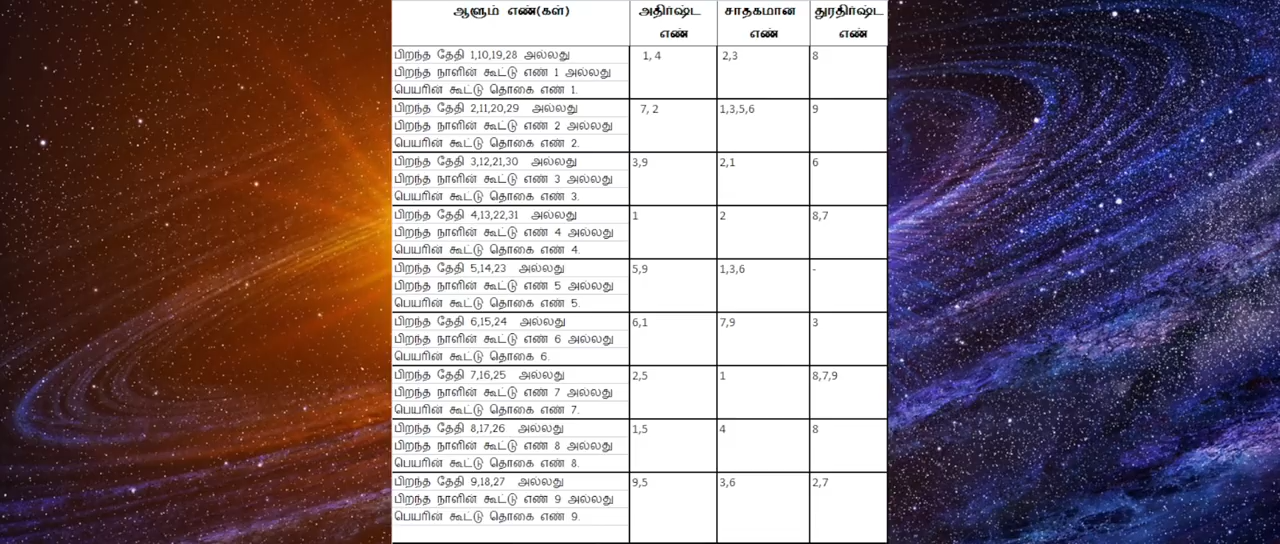 ஆளும் எண்(கள்) அதிர்ஷ்ட எண் சாதகமான எண் துரதிர்ஷ்ட எண்
பிறந்த தேதி 1,10,19,28 அல்லது 1, 4 2,3 8
பிறந்த நாளின் கூட்டு எண் 1 அல்லது
பெயரின் கூட்டு தொகை எண் 1.
பிறந்த தேதி 2,11,20,29 அல்லது 7, 2 1,3,5,6 9
பிறந்த நாளின் கூட்டு எண் 2 அல்லது
பெயரின் கூட்டு தொகை எண் 2.
பிறந்த தேதி 3,12,21,30 அல்லது 3,9 2,1 6
பிறந்த நாளின் கூட்டு எண் 3 அல்லது
பெயரின் கூட்டு தொகை எண் 3.
பிறந்த தேதி 4,13,22,31 அல்லது 1 2 8,7
பிறந்த நாளின் கூட்டு எண் 4 அல்லது
பெயரின் கூட்டு தொகை எண் 4.
பிறந்த தேதி 5,14,23 அல்லது 5,9 1,3,6 -
பிறந்த நாளின் கூட்டு எண் 5 அல்லது
பெயரின் கூட்டு தொகை எண் 5.
பிறந்த தேதி 6,15,24 அல்லது 6,1 7,9 3
பிறந்த நாளின் கூட்டு எண் 6 அல்லது
பெயரின் கூட்டு தொகை 6.
பிறந்த தேதி 7,16,25 அல்லது 2,5 1 8,7,9
பிறந்த நாளின் கூட்டு எண் 7 அல்லது
பெயரின் கூட்டு தொகை எண் 7.
பிறந்த தேதி 8,17,26 அல்லது 1,5 4 8
பிறந்த நாளின் கூட்டு எண் 8 அல்லது
பெயரின் கூட்டு தொகை எண் 8.
பிறந்த தேதி 9,18,27 அல்லது 9,5 3,6 2,7
பிறந்த நாளின் கூட்டு எண் 9 அல்லது
பெயரின் கூட்டு தொகை எண் 9.